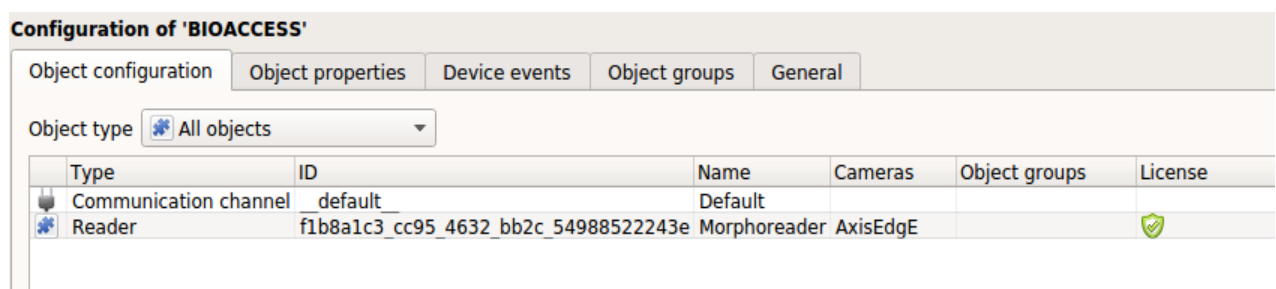 Configuration of 'BIOACCESS'
Object configuration Object properties Device events Object groups General
Object type All objects
Type ID Name Cameras Object groups License
Communication channel __default__ Default
Reader f1b8a1c3_cc95_4632_bb2c_54988522243e Morphoreader AxisEdgE